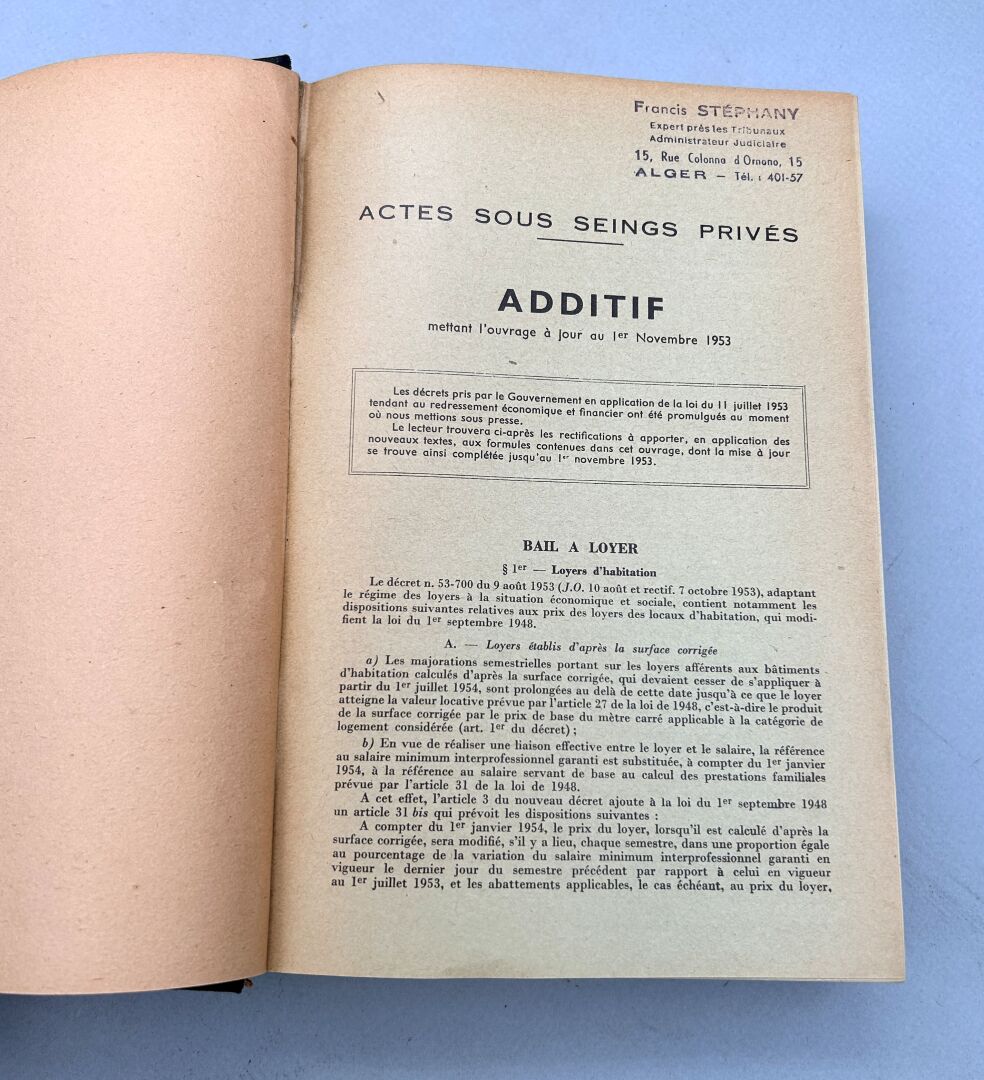 Francis STÉPHANY
Expert près les Tribunaux
Administrateur Judiciaire
15, Rue Colonna d'Ornano, 15
ALGER — Tél. : 401-57
ACTES SOUS SEINGS PRIVÉS
ADDITIF
mettant l'ouvrage à jour au 1er Novembre 1953
Les décrets pris par le Gouvernement en application de la loi du 11 juillet 1953
tendant au redressement économique et financier ont été promulgués au moment
où nous mettions sous presse.
Le lecteur trouvera ci-après les rectifications à apporter, en application des
nouveaux textes, aux formules contenues dans cet ouvrage, dont la mise à jour
se trouve ainsi complétée jusqu'au 1er novembre 1953.
BAIL A LOYER
§ 1er — Loyers d'habitation
Le décret n. 53-700 du 9 août 1953 (J.O. 10 août et rectif. 7 octobre 1953), adaptant
le régime des loyers à la situation économique et sociale, contient notamment les
dispositions suivantes relatives aux prix des loyers des locaux d'habitation, qui modi-
fient la loi du 1er septembre 1948.
A. — Loyers établis d'après la surface corrigée
a) Les majorations semestrielles portant sur les loyers afférents aux bâtiments
d'habitation calculés d'après la surface corrigée, qui devaient cesser de s'appliquer à
partir du 1er juillet 1954, sont prolongées au delà de cette date jusqu'à ce que le loyer
atteigne la valeur locative prévue par l'article 27 de la loi de 1948, c'est-à-dire le produit
de la surface corrigée par le prix de base du mètre carré applicable à la catégorie de
logement considérée (art. 1er du décret) ;
b) En vue de réaliser une liaison effective entre le loyer et le salaire, la référence
au salaire minimum interprofessionnel garanti est substituée, à compter du 1er janvier
1954, à la référence au salaire servant de base au calcul des prestations familiales
prévue par l'article 31 de la loi de 1948.
A cet effet, l'article 3 du nouveau décret ajoute à la loi du 1er septembre 1948
un article 31 bis qui prévoit les dispositions suivantes :
A compter du 1er janvier 1954, le prix du loyer, lorsqu'il est calculé d'après la
surface corrigée, sera modifié, s'il y a lieu, chaque semestre, dans une proportion égale
au pourcentage de la variation du salaire minimum interprofessionnel garanti en
vigueur le dernier jour du semestre précédent par rapport à celui en vigueur
au 1er juillet 1953, et les abattements applicables, le cas échéant, au prix du loyer,